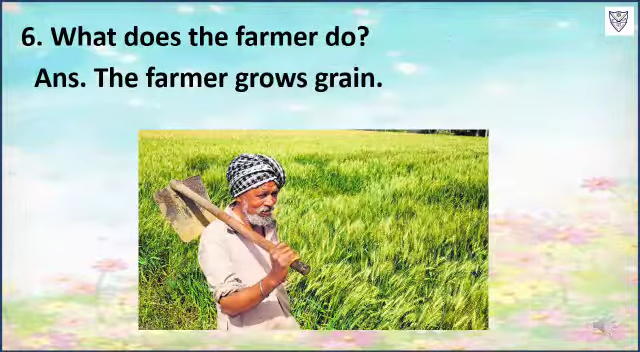 6. What does the farmer do?
Ans. The farmer grows grain.